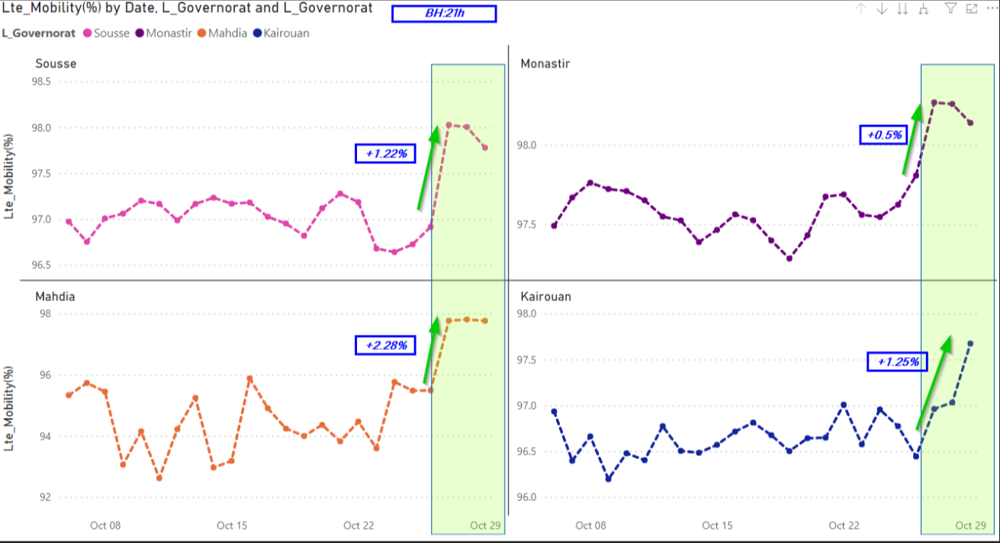 Lte_Mobility(%) by Date, L_Governorat and L_Governorat
BH:21h
L_Governorat Sousse Monastir Mahdia Kairouan
Sousse
98.5
98.0
97.5
97.0
96.5
Lte_Mobility(%)
+1.22%
Monastir
98.0
97.5
+0.5%
Mahdia
98
96
94
92
Lte_Mobility(%)
+2.28%
Oct 08 Oct 15 Oct 22 Oct 29
Kairouan
98.0
97.5
97.0
96.5
96.0
+1.25%
Oct 08 Oct 15 Oct 22 Oct 29